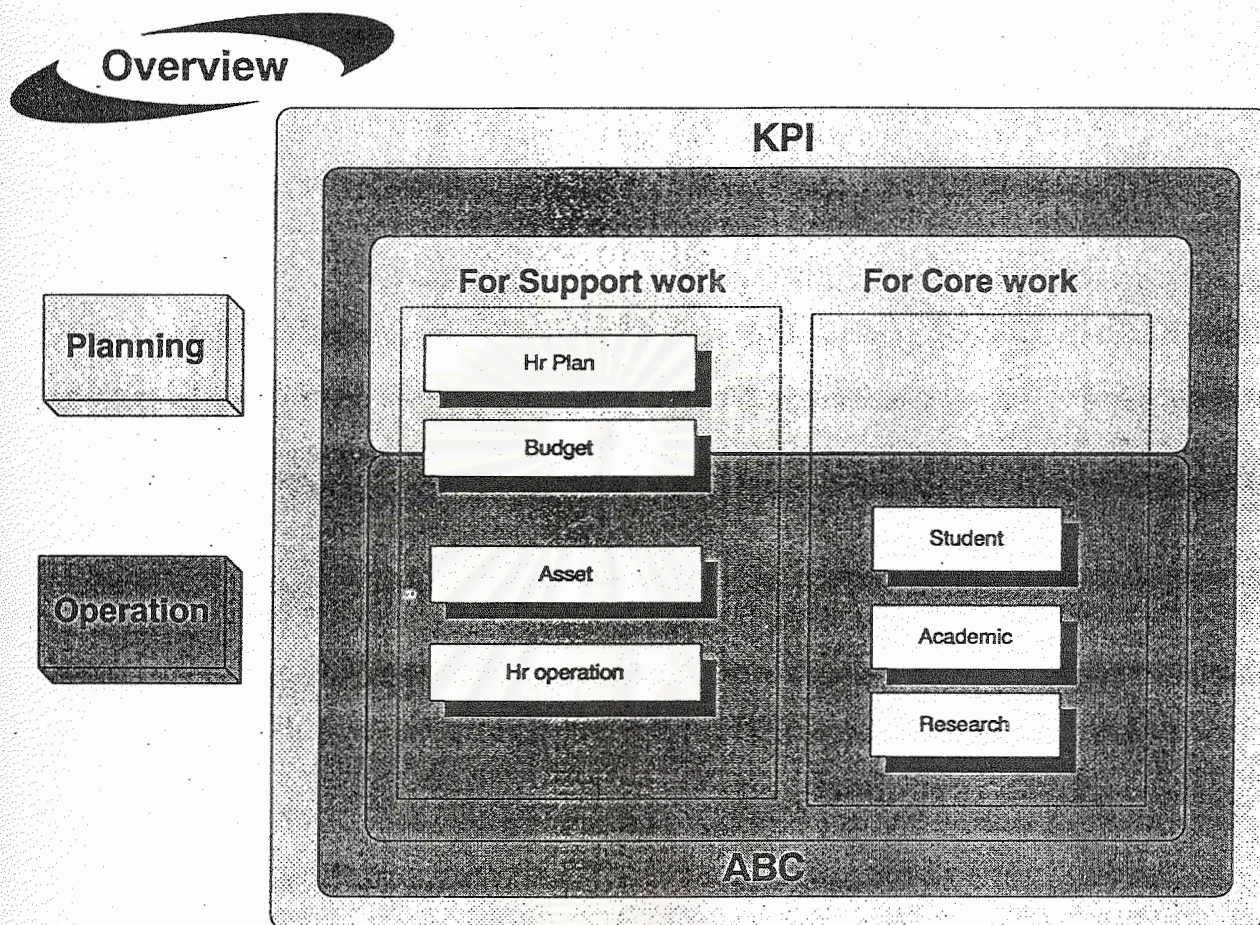 Overview
KPI
For Support work
For Core work
Planning
Hr Plan
Budget
Operation
Asset
Hr operation
Student
Academic
Research
ABC